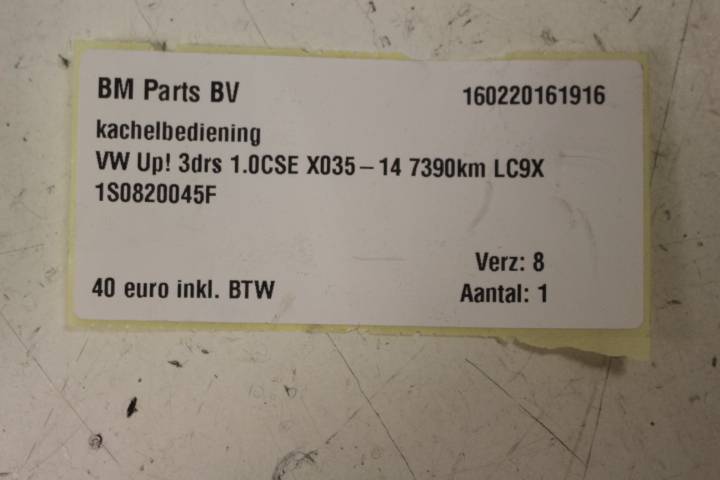 BM Parts BV 160220161916
kachelbediening
VW Up! 3drs 1.0CSE X035-14 7390km LC9X
1S0820045F
Verz: 8
40 euro inkl. BTW Aantal: 1